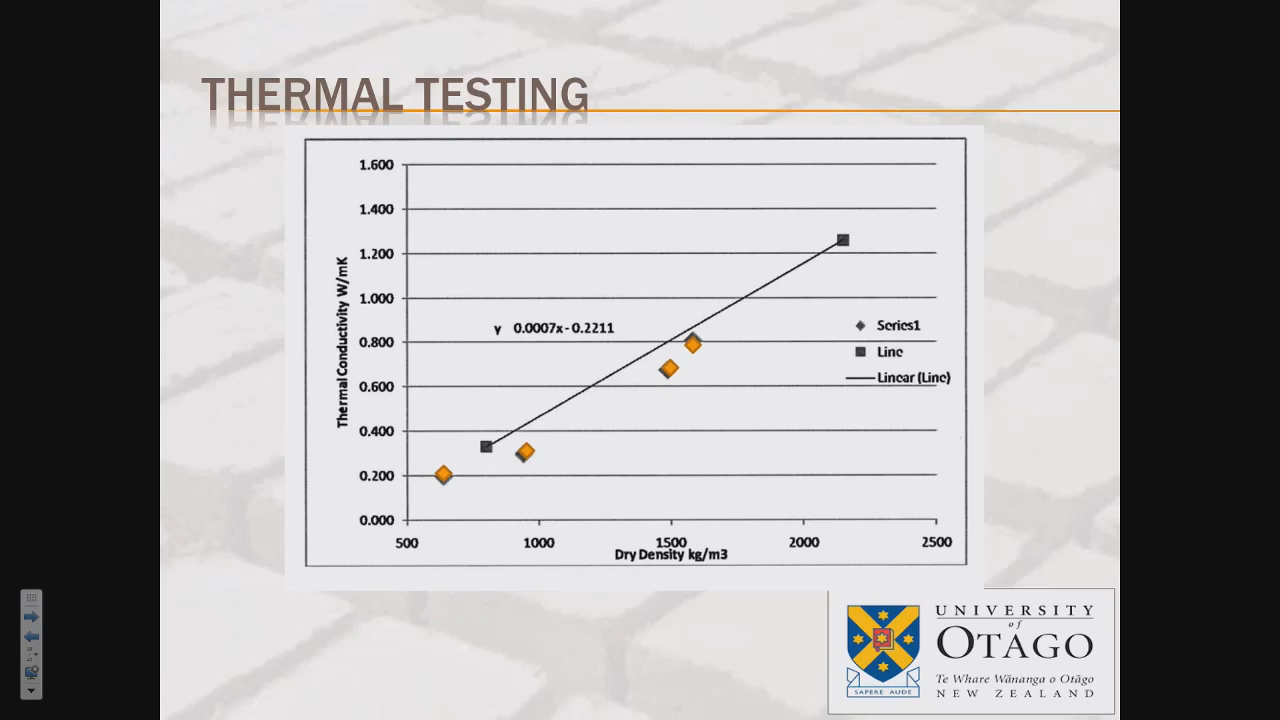 THERMAL TESTING
1.600
1.400
1.200
1.000
0.800
0.600
0.400
0.200
0.000
Thermal Conductivity W/mK
y 0.0007x - 0.2211
Series1
Line
Linear (Line)
500 1000 1500 2000 2500
Dry Density kg/m3
SAPERE AUDE
UNIVERSITY
of
OTAGO
Te Whare Wānanga o Otāgo
NEW ZEALAND